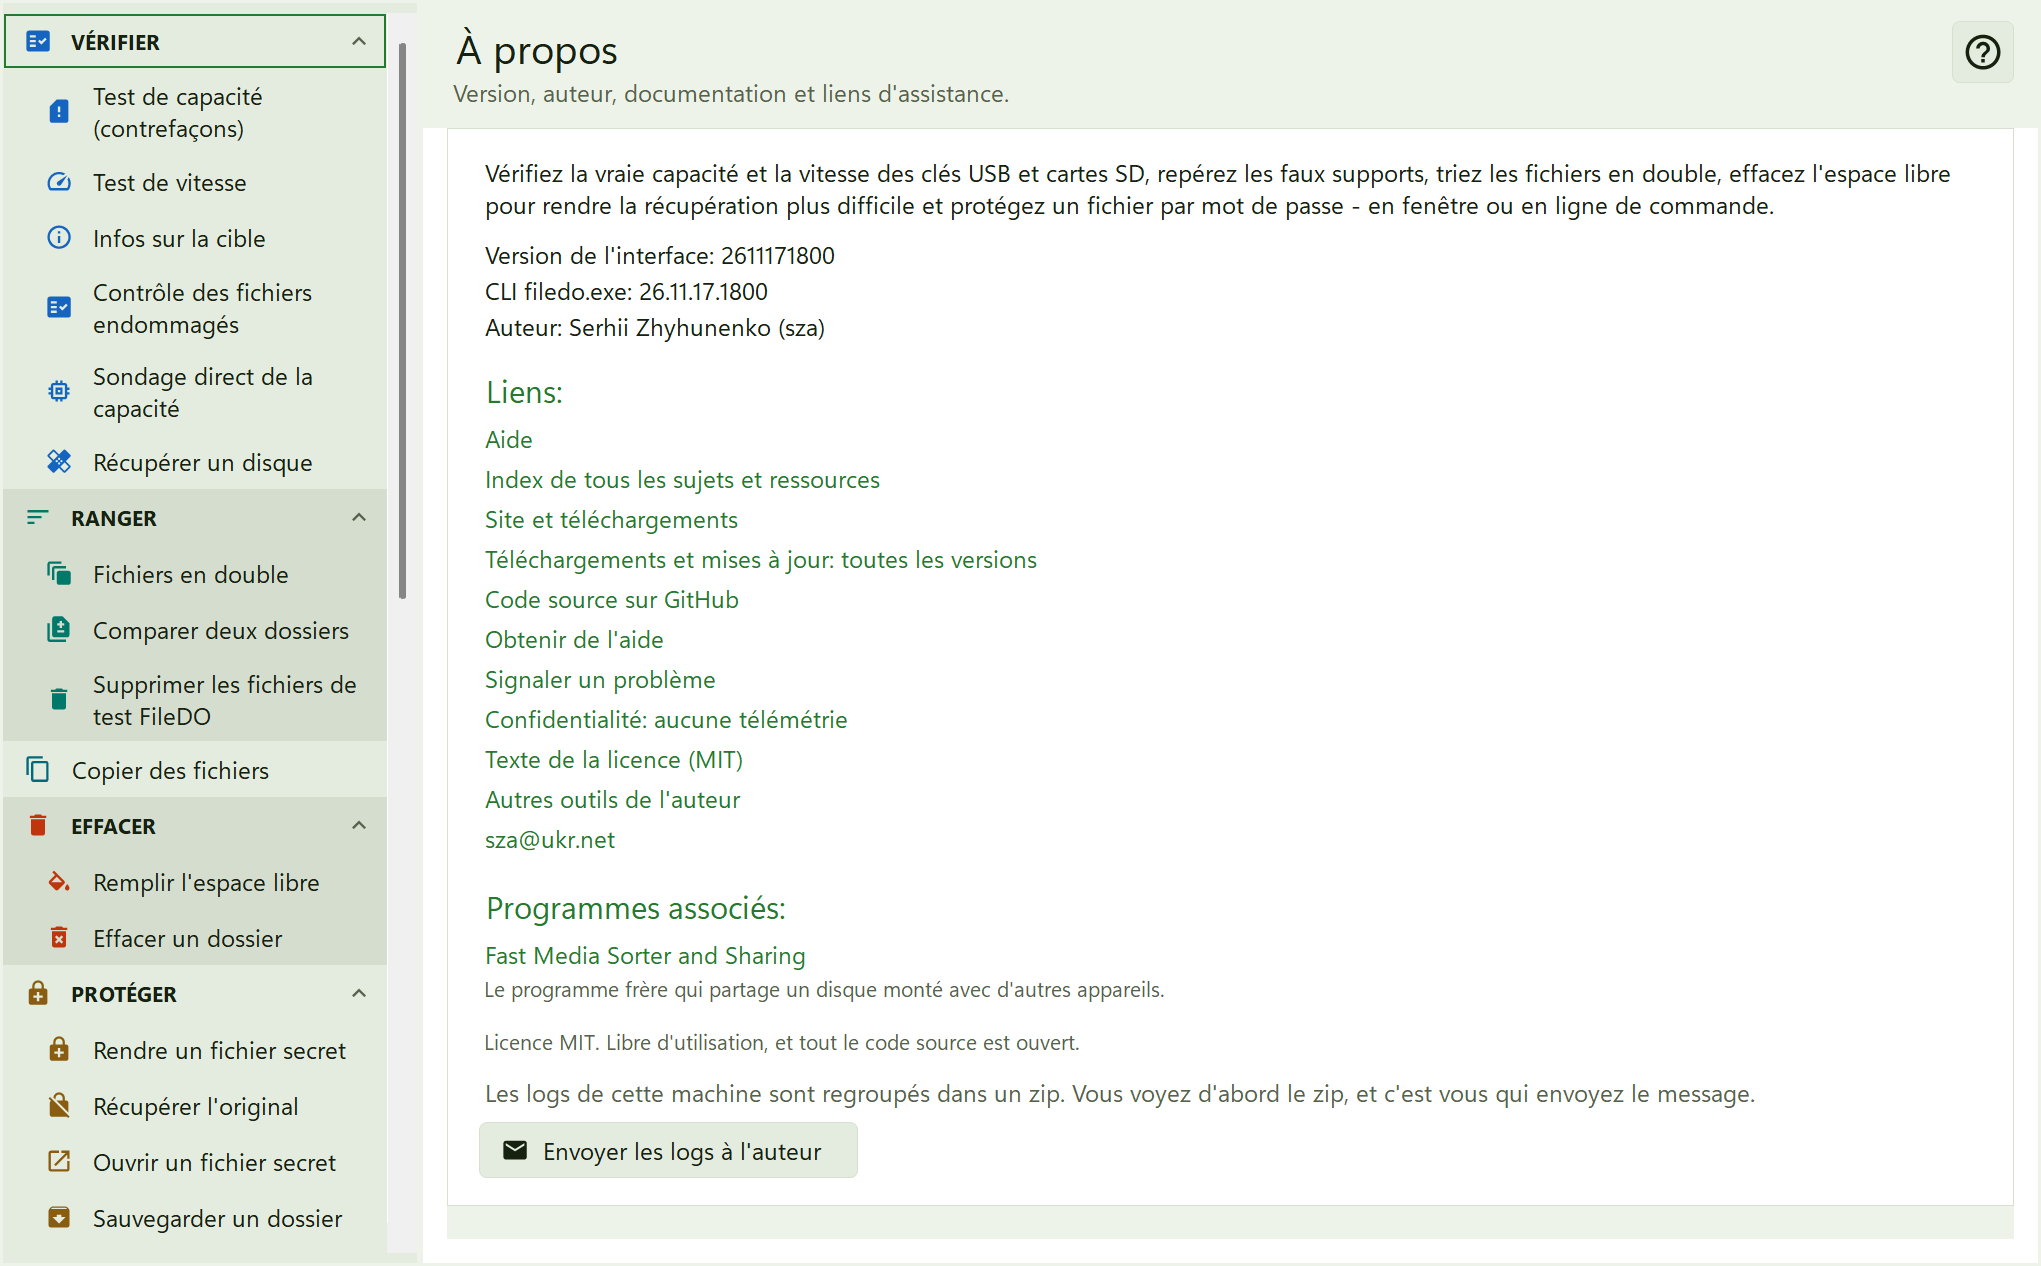 VÉRIFIER
Test de capacité
(contrefaçons)
Test de vitesse
Infos sur la cible
Contrôle des fichiers
endommagés
Sondage direct de la
capacité
Récupérer un disque
RANGER
Fichiers en double
Comparer deux dossiers
Supprimer les fichiers de
test FileDO
Copier des fichiers
EFFACER
Remplir l'espace libre
Effacer un dossier
PROTÉGER
Rendre un fichier secret
Récupérer l'original
Ouvrir un fichier secret
Sauvegarder un dossier
À propos
Version, auteur, documentation et liens d'assistance.
Vérifiez la vraie capacité et la vitesse des clés USB et cartes SD, repérez les faux supports, triez les fichiers en double, effacez l'espace libre
pour rendre la récupération plus difficile et protégez un fichier par mot de passe - en fenêtre ou en ligne de commande.
Version de l'interface: 2611171800
CLI filedo.exe: 26.11.17.1800
Auteur: Serhii Zhyhunenko (sza)
Liens:
Aide
Index de tous les sujets et ressources
Site et téléchargements
Téléchargements et mises à jour: toutes les versions
Code source sur GitHub
Obtenir de l'aide
Signaler un problème
Confidentialité: aucune télémétrie
Texte de la licence (MIT)
Autres outils de l'auteur
sza@ukr.net
Programmes associés:
Fast Media Sorter and Sharing
Le programme frère qui partage un disque monté avec d'autres appareils.
Licence MIT. Libre d'utilisation, et tout le code source est ouvert.
Les logs de cette machine sont regroupés dans un zip. Vous voyez d'abord le zip, et c'est vous qui envoyez le message.
Envoyer les logs à l'auteur